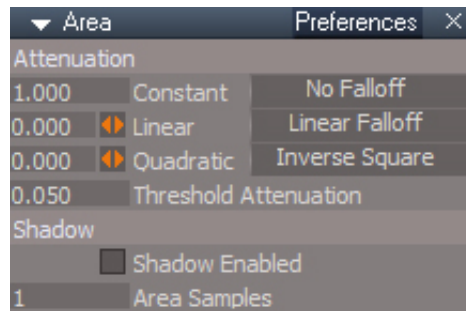 Area Preferences
Attenuation
1.000 Constant No Falloff
0.000 Linear Linear Falloff
0.000 Quadratic Inverse Square
0.050 Threshold Attenuation
Shadow
Shadow Enabled
1 Area Samples